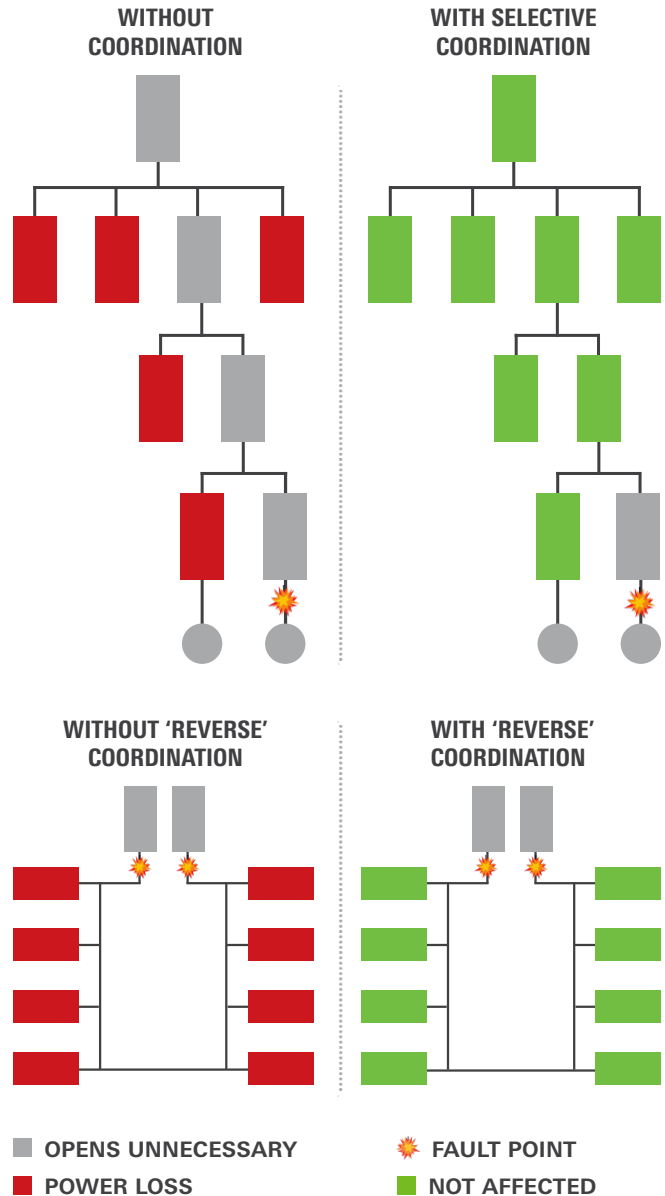 WITHOUT
COORDINATION
WITH SELECTIVE
COORDINATION
WITHOUT ‘REVERSE’
COORDINATION
WITH ‘REVERSE’
COORDINATION
OPENS UNNECESSARY
FAULT POINT
POWER LOSS
NOT AFFECTED